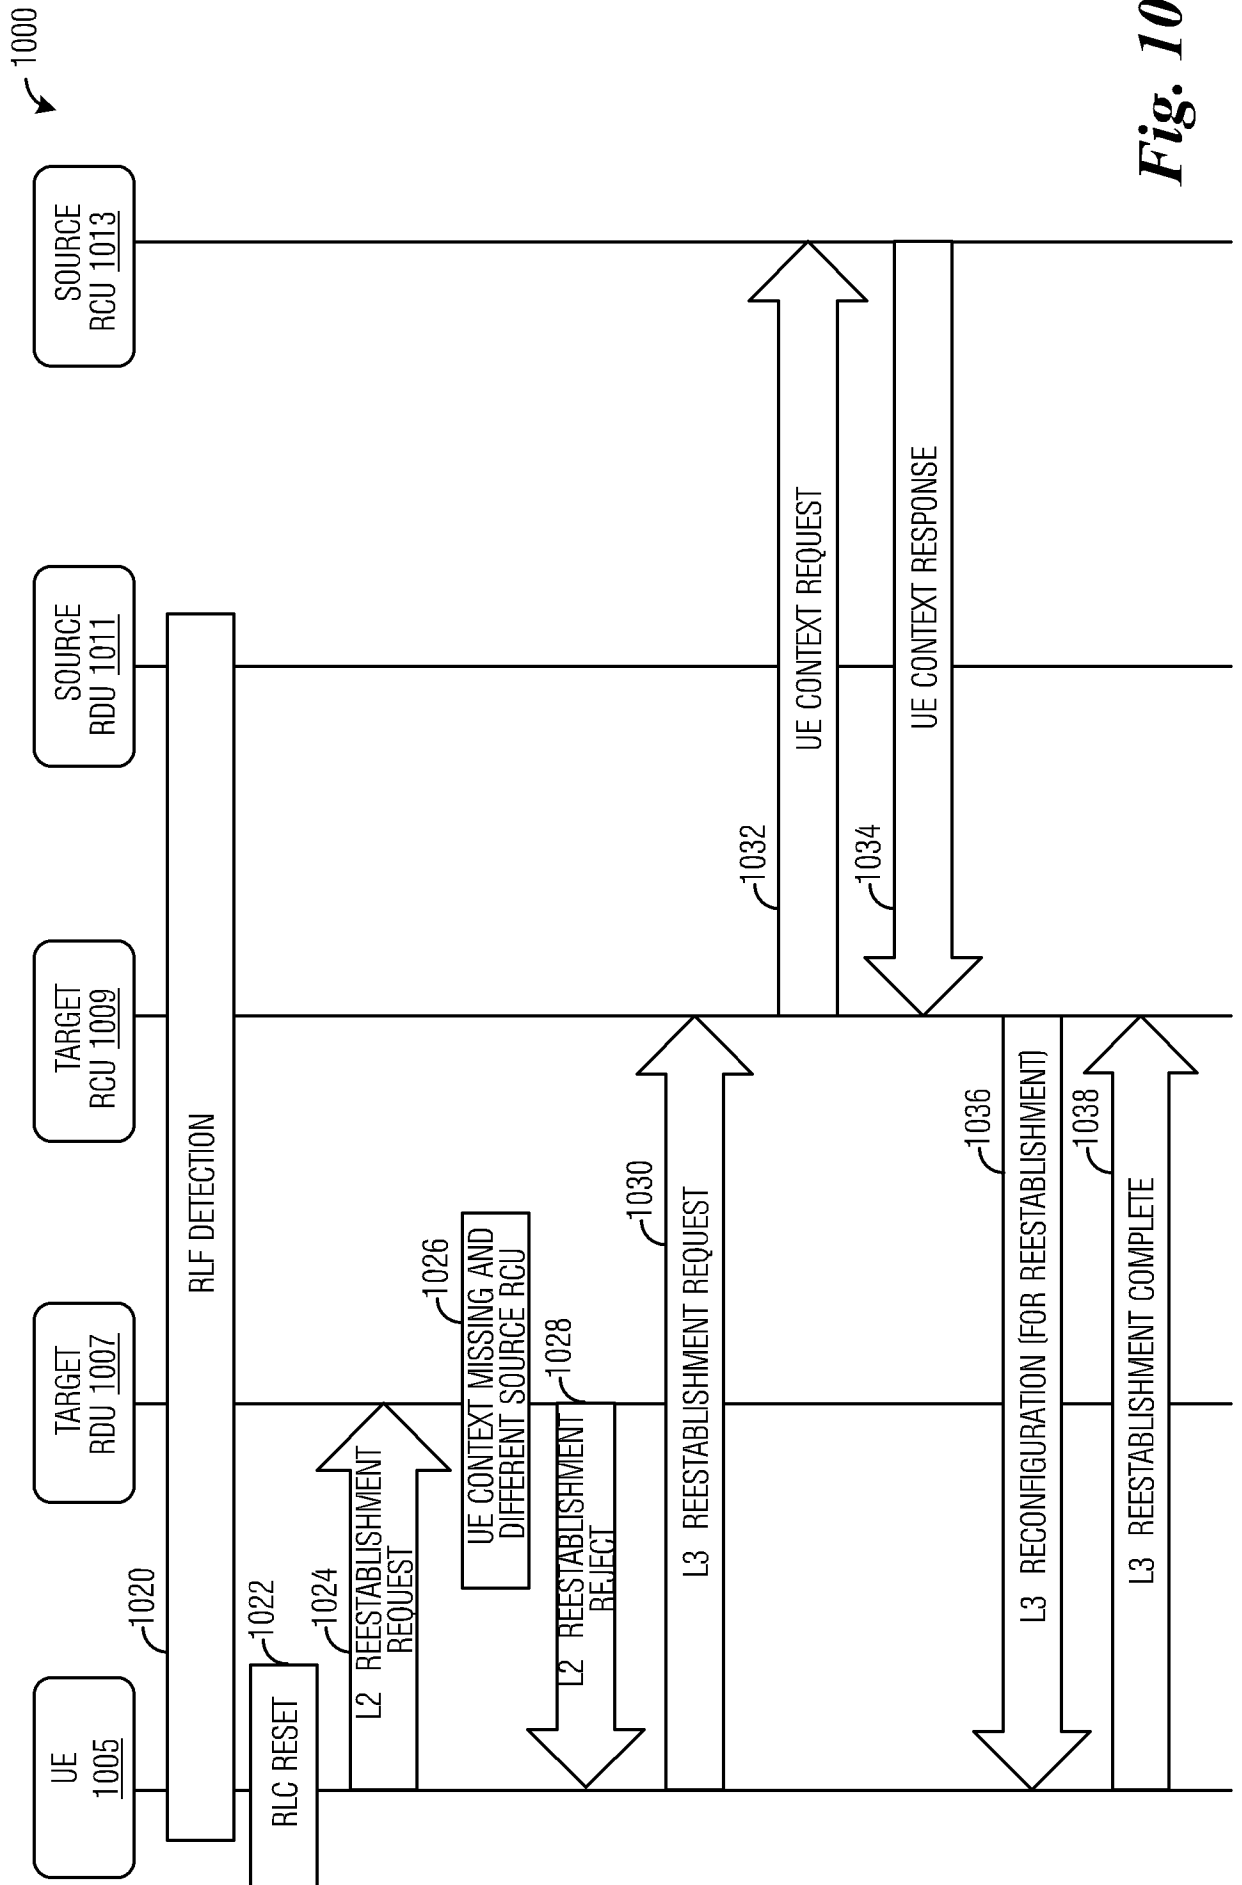 1000
UE
1005
TARGET
RDU 1007
TARGET
RCU 1009
SOURCE
RDU 1011
SOURCE
RCU 1013
1020
RLF DETECTION
1022
RLC RESET
1024
L2 REESTABLISHMENT
REQUEST
1026
UE CONTEXT MISSING AND
DIFFERENT SOURCE RCU
1028
L2 REESTABLISHMENT
REJECT
1030
L3 REESTABLISHMENT REQUEST
1032
UE CONTEXT REQUEST
1034
UE CONTEXT RESPONSE
1036
L3 RECONFIGURATION (FOR REESTABLISHMENT)
1038
L3 REESTABLISHMENT COMPLETE
Fig. 10